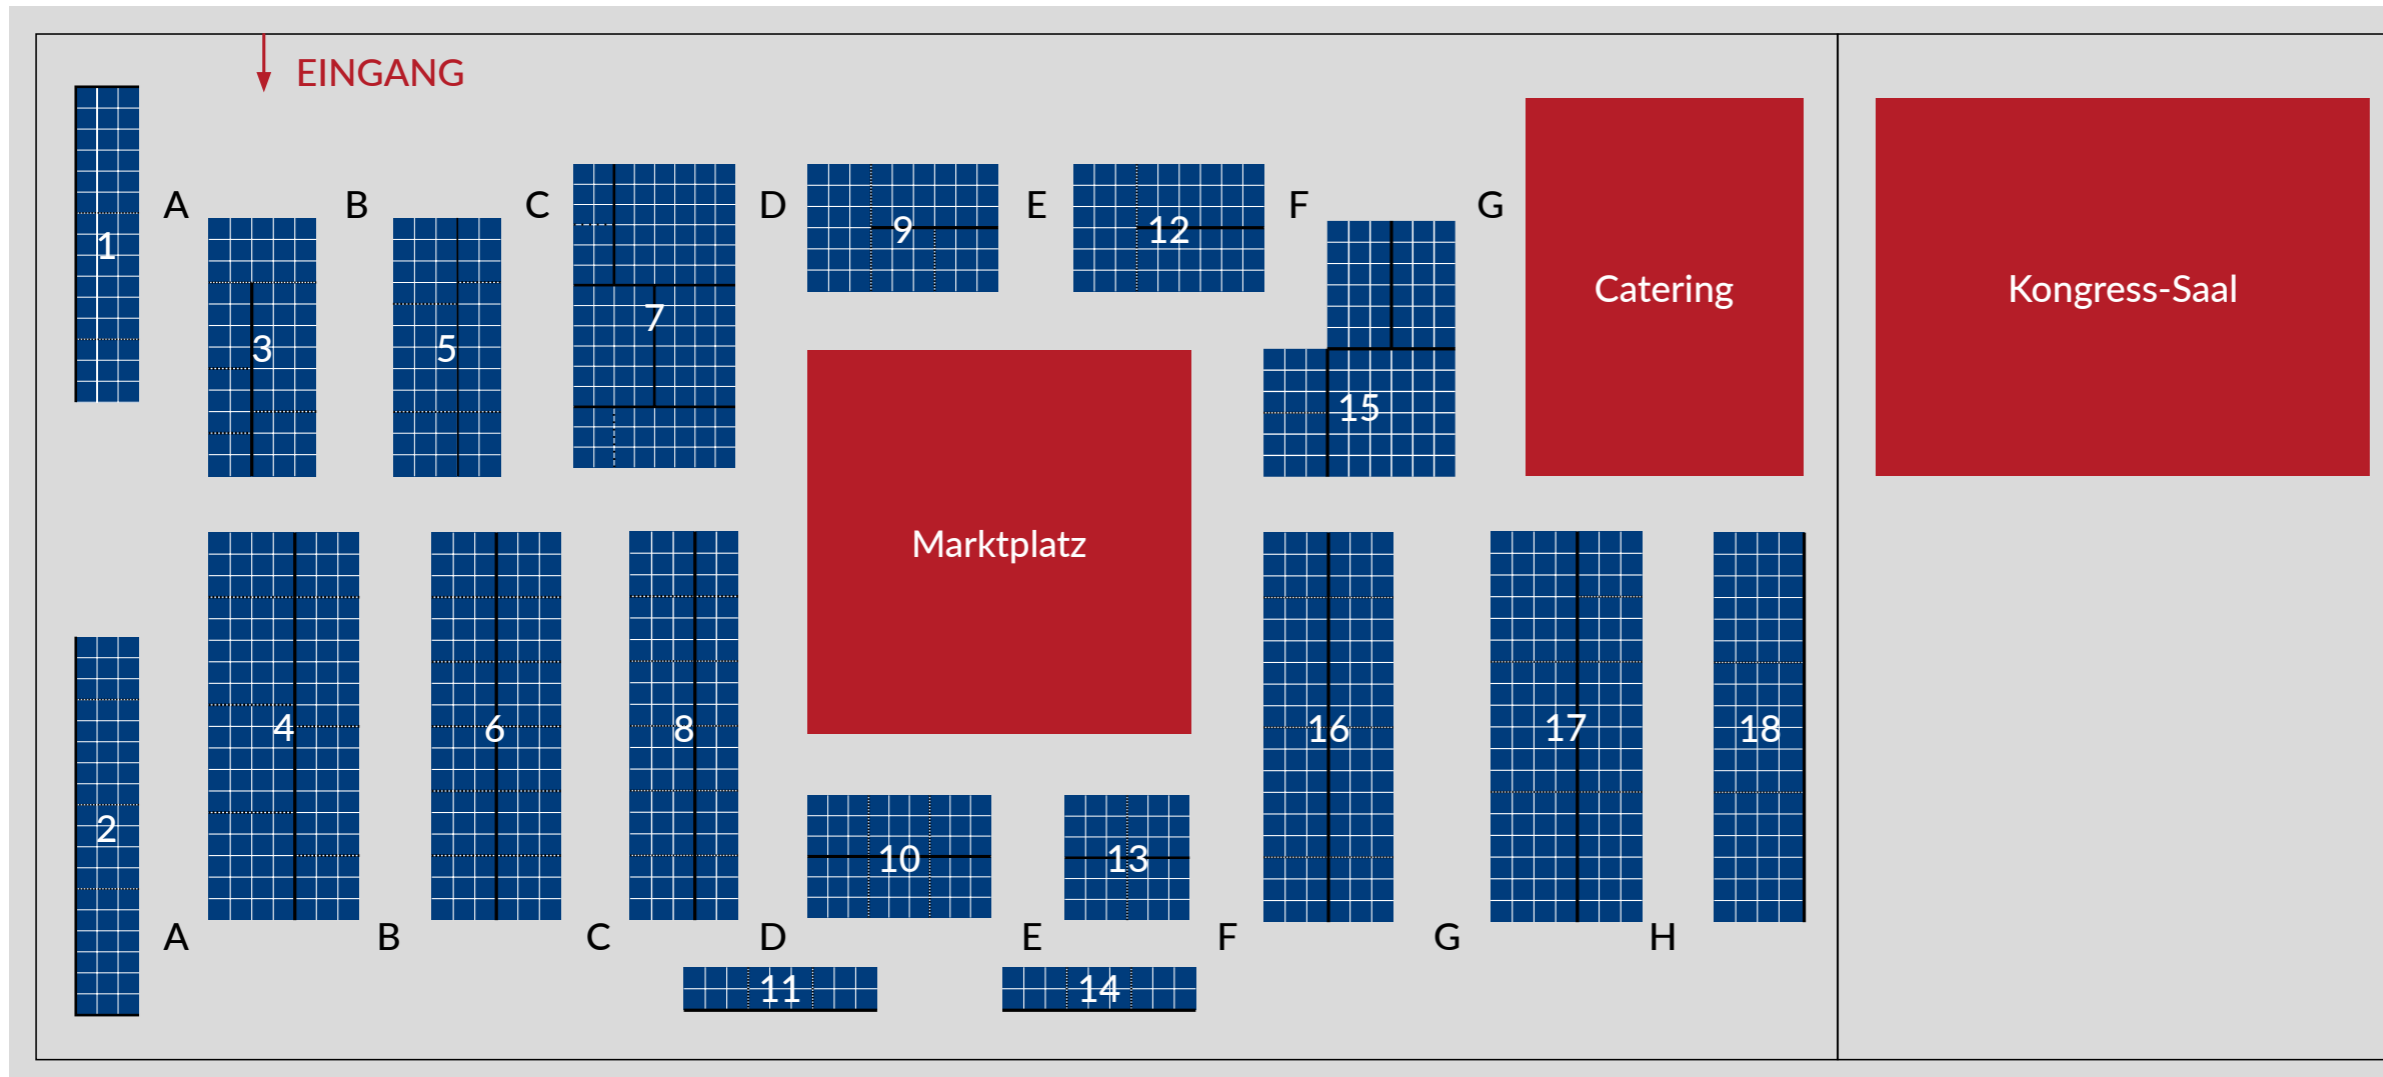 EINGANG
A
B
C
D
E
F
G
1
3
5
7
9
12
15
Catering
Kongress-Saal
Marktplatz
2
4
6
8
10
13
16
17
18
A
B
C
D
E
F
G
H
11
14